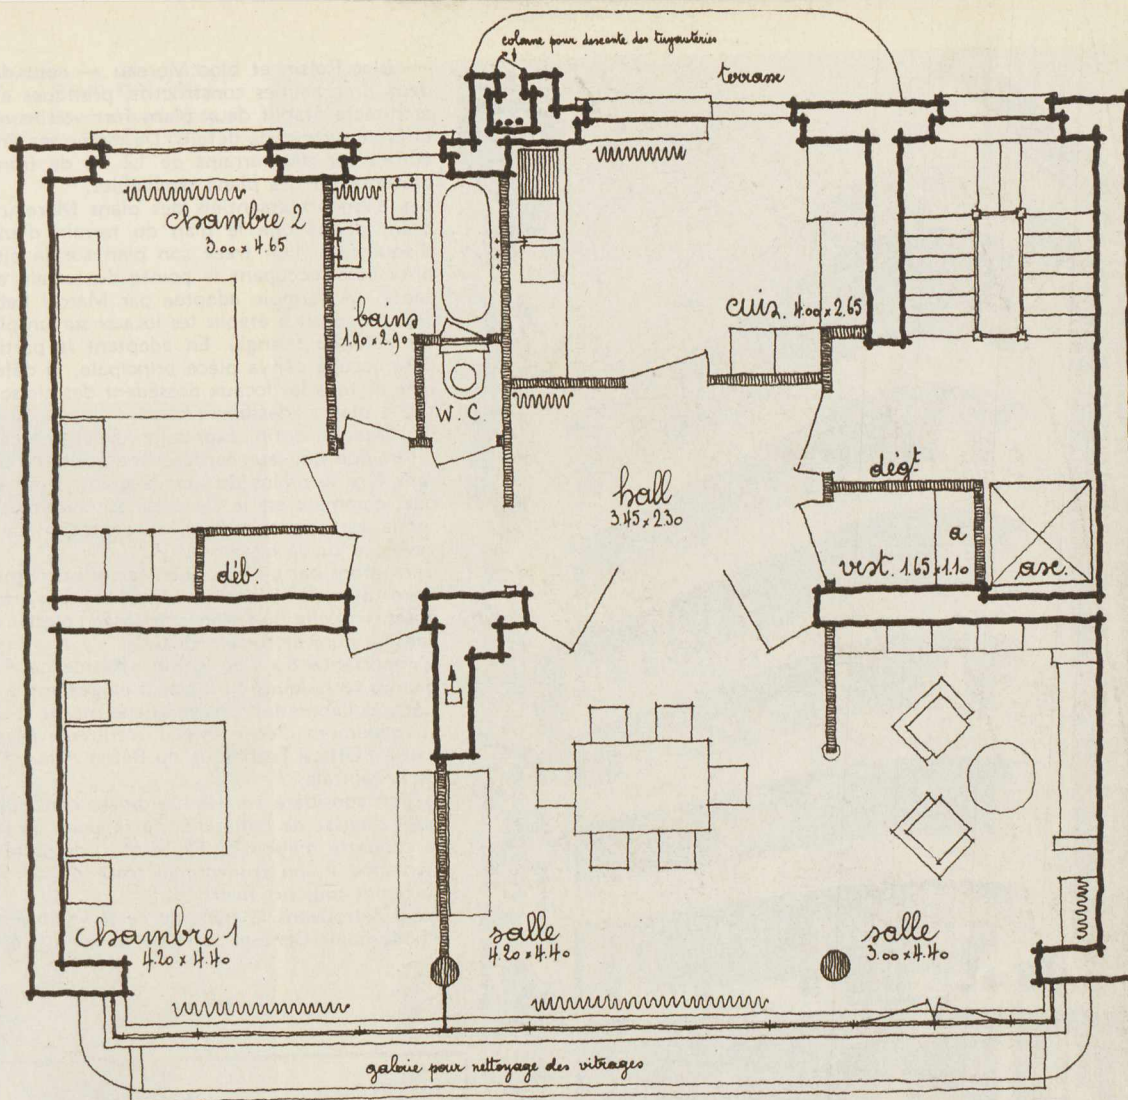 colonne pour descente des tuyauteries
terrasse
chambre 2
3.00 x 4.65
bains
1.90 x 2.90
W. C.
cuis. 4.00 x 2.65
hall
3.45 x 2.30
dégt.
déb.
vest. 1.65 x 1.10
a
asc.
chambre 1
4.20 x 4.40
salle
4.20 x 4.40
salle
3.00 x 4.40
galerie pour nettoyage des vitrages